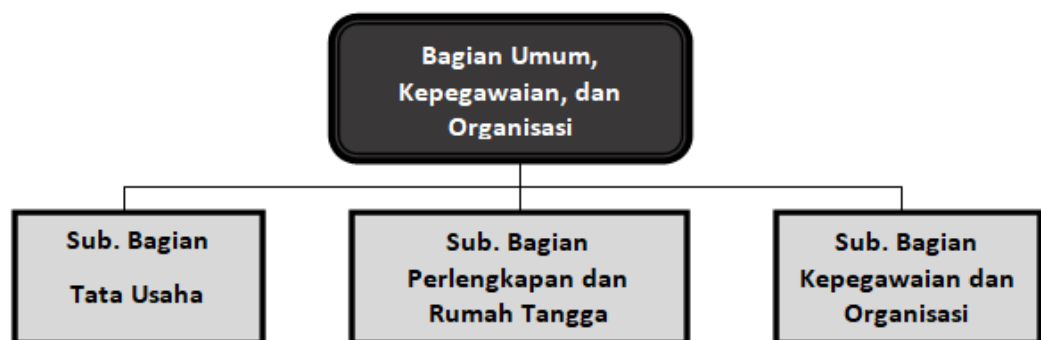 Bagian Umum,
Kepegawaian, dan
Organisasi
Sub. Bagian
Tata Usaha
Sub. Bagian
Perlengkapan dan
Rumah Tangga
Sub. Bagian
Kepegawaian dan
Organisasi